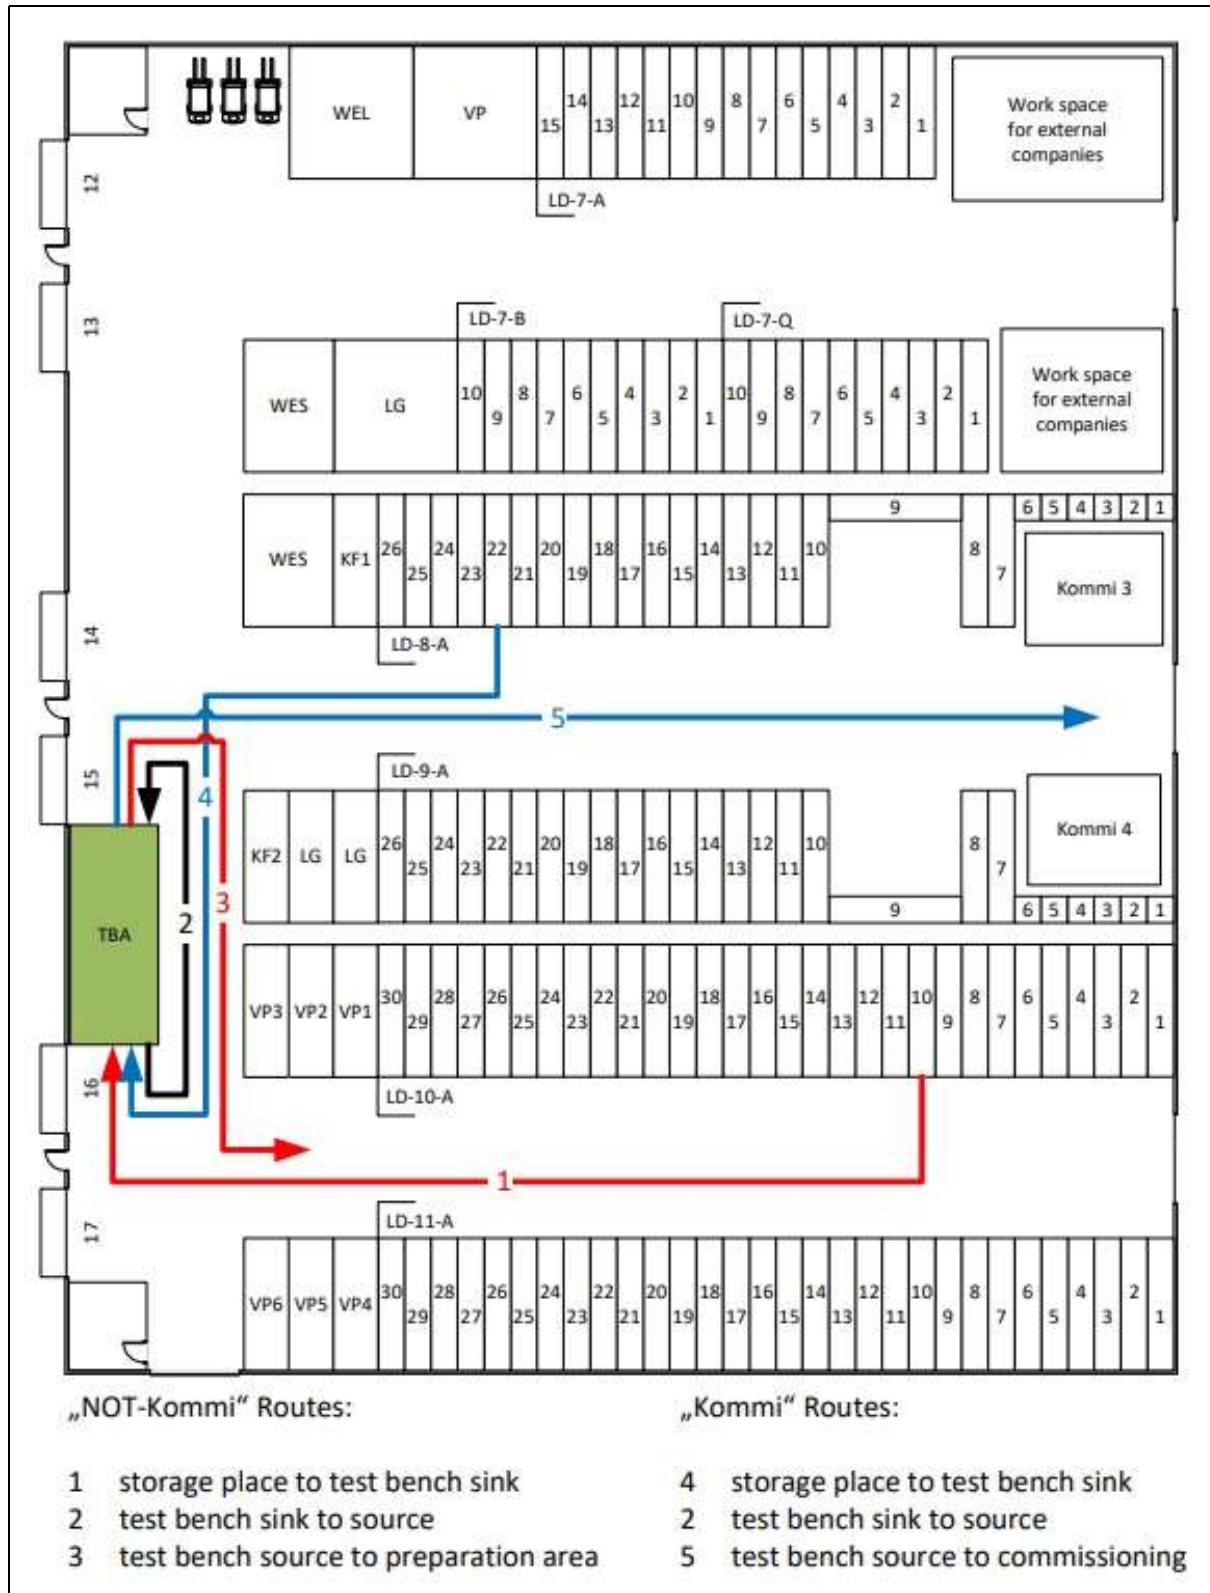 WEL
VP
14 12 10 8 6 4 2
15 13 11 9 7 5 3 1
Work space
for external
companies
12
LD-7-A
13
LD-7-B
LD-7-Q
WES
LG
10 8 6 4 2 10 8 6 4 2
9 7 5 3 1 9 7 5 3 1
Work space
for external
companies
9
6 5 4 3 2 1
WES
KF1
26 24 22 20 18 16 14 12 10 8
25 23 21 19 17 15 13 11 7
Kommi 3
14
LD-8-A
5
15
LD-9-A
4
KF2
LG
LG
26 24 22 20 18 16 14 12 10 8
25 23 21 19 17 15 13 11 7
Kommi 4
3
9
6 5 4 3 2 1
2
TBA
VP3
VP2
VP1
30 28 26 24 22 20 18 16 14 12 10 8 6 4 2
29 27 25 23 21 19 17 15 13 11 9 7 5 3 1
16
LD-10-A
1
17
LD-11-A
VP6
VP5
VP4
30 28 26 24 22 20 18 16 14 12 10 8 6 4 2
29 27 25 23 21 19 17 15 13 11 9 7 5 3 1
„NOT-Kommi“ Routes:
1 storage place to test bench sink
2 test bench sink to source
3 test bench source to preparation area
„Kommi“ Routes:
4 storage place to test bench sink
2 test bench sink to source
5 test bench source to commissioning